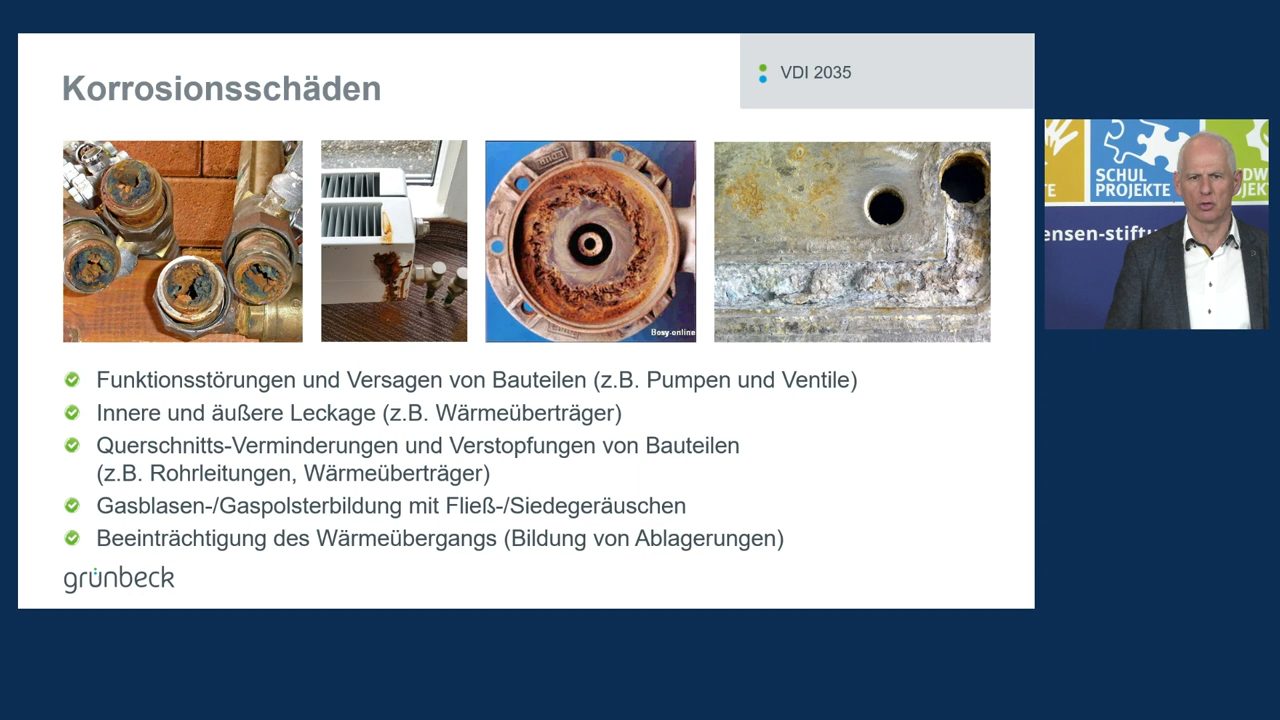 Korrosionsschäden
VDI 2035
Bosy-online
Funktionsstörungen und Versagen von Bauteilen (z.B. Pumpen und Ventile)
Innere und äußere Leckage (z.B. Wärmeüberträger)
Querschnitts-Verminderungen und Verstopfungen von Bauteilen
(z.B. Rohrleitungen, Wärmeüberträger)
Gasblasen-/Gaspolsterbildung mit Fließ-/Siedegeräuschen
Beeinträchtigung des Wärmeübergangs (Bildung von Ablagerungen)
grünbeck
SCHUL
PROJEKTE
ensen-stiftu